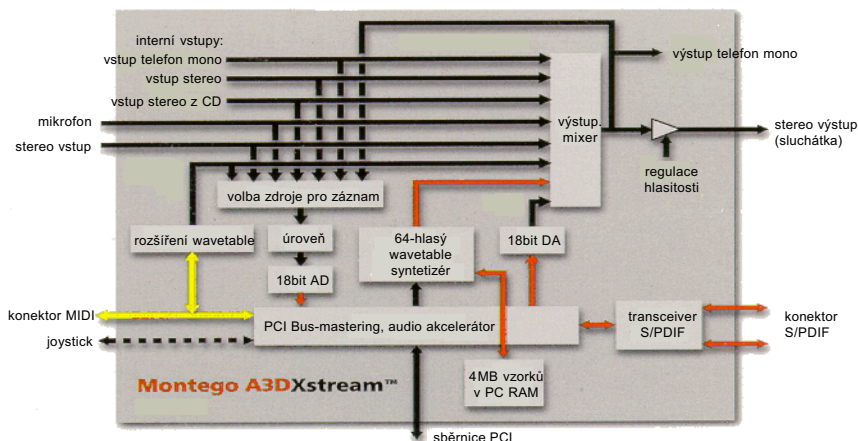 interní vstupy:
vstup telefon mono
vstup stereo
vstup stereo z CD
mikrofon
stereo vstup
výstup telefon mono
výstup.
mixer
stereo výstup
(sluchátka)
regulace
hlasitosti
volba zdroje pro záznam
rozšíření wavetable
úroveň
64-hlasý
wavetable
syntetizér
18bit DA
18bit AD
konektor MIDI
PCI Bus-mastering, audio akcelerátor
transceiver
S/PDIF
konektor
S/PDIF
joystick
4MB vzorků
v PC RAM
Montego A3DXstream™
sběrnice PCI